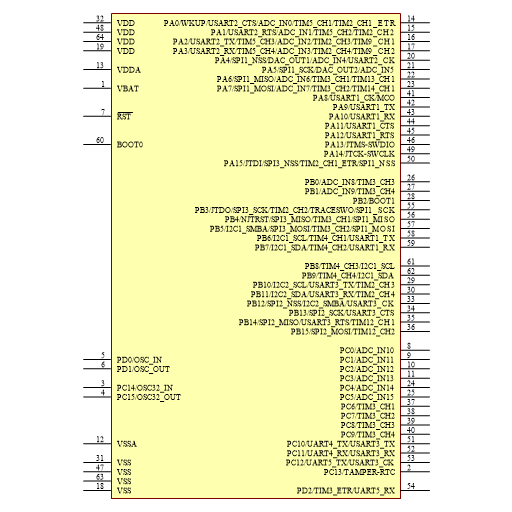 32 VDD PA0/WKUP/USART2_CTS/ADC_IN0/TIM5_CH1/TIM2_CH1_ETR 14
48 VDD PA1/USART2_RTS/ADC_IN1/TIM5_CH2/TIM2_CH2 15
64 VDD PA2/USART2_TX/TIM5_CH3/ADC_IN2/TIM2_CH3/TIM9_CH1 16
19 VDD PA3/USART2_RX/TIM5_CH4/ADC_IN3/TIM2_CH4/TIM9_CH2 17
PA4/SPI1_NSS/DAC_OUT1/ADC_IN4/USART2_CK 20
13 VDDA PA5/SPI1_SCK/DAC_OUT2/ADC_IN5 21
PA6/SPI1_MISO/ADC_IN6/TIM3_CH1/TIM13_CH1 22
1 VBAT PA7/SPI1_MOSI/ADC_IN7/TIM3_CH2/TIM14_CH1 23
PA8/USART1_CK/MCO 41
PA9/USART1_TX 42
7 RST PA10/USART1_RX 43
PA11/USART1_CTS 44
PA12/USART1_RTS 45
60 BOOT0 PA13/JTMS-SWDIO 46
PA14/JTCK-SWCLK 49
PA15/JTDI/SPI3_NSS/TIM2_CH1_ETR/SPI1_NSS 50
PB0/ADC_IN8/TIM3_CH3 26
PB1/ADC_IN9/TIM3_CH4 27
PB2/BOOT1 28
PB3/JTDO/SPI3_SCK/TIM2_CH2/TRACESWO/SPI1_SCK 55
PB4/NJTRST/SPI3_MISO/TIM3_CH1/SPI1_MISO 56
PB5/I2C1_SMBA/SPI3_MOSI/TIM3_CH2/SPI1_MOSI 57
PB6/I2C1_SCL/TIM4_CH1/USART1_TX 58
PB7/I2C1_SDA/TIM4_CH2/USART1_RX 59
PB8/TIM4_CH3/I2C1_SCL 61
PB9/TIM4_CH4/I2C1_SDA 62
PB10/I2C2_SCL/USART3_TX/TIM2_CH3 29
PB11/I2C2_SDA/USART3_RX/TIM2_CH4 30
PB12/SPI2_NSS/I2C2_SMBA/USART3_CK 33
PB13/SPI2_SCK/USART3_CTS 34
PB14/SPI2_MISO/USART3_RTS/TIM12_CH1 35
PB15/SPI2_MOSI/TIM12_CH2 36
PC0/ADC_IN10 8
5 PD0/OSC_IN PC1/ADC_IN11 9
6 PD1/OSC_OUT PC2/ADC_IN12 10
PC3/ADC_IN13 11
3 PC14/OSC32_IN PC4/ADC_IN14 24
4 PC15/OSC32_OUT PC5/ADC_IN15 25
PC6/TIM3_CH1 37
PC7/TIM3_CH2 38
PC8/TIM3_CH3 39
PC9/TIM3_CH4 40
12 VSSA PC10/UART4_TX/USART3_TX 51
PC11/UART4_RX/USART3_RX 52
31 VSS PC12/UART5_TX/USART3_CK 53
47 VSS PC13/TAMPER-RTC 2
63 VSS
18 VSS PD2/TIM3_ETR/UART5_RX 54